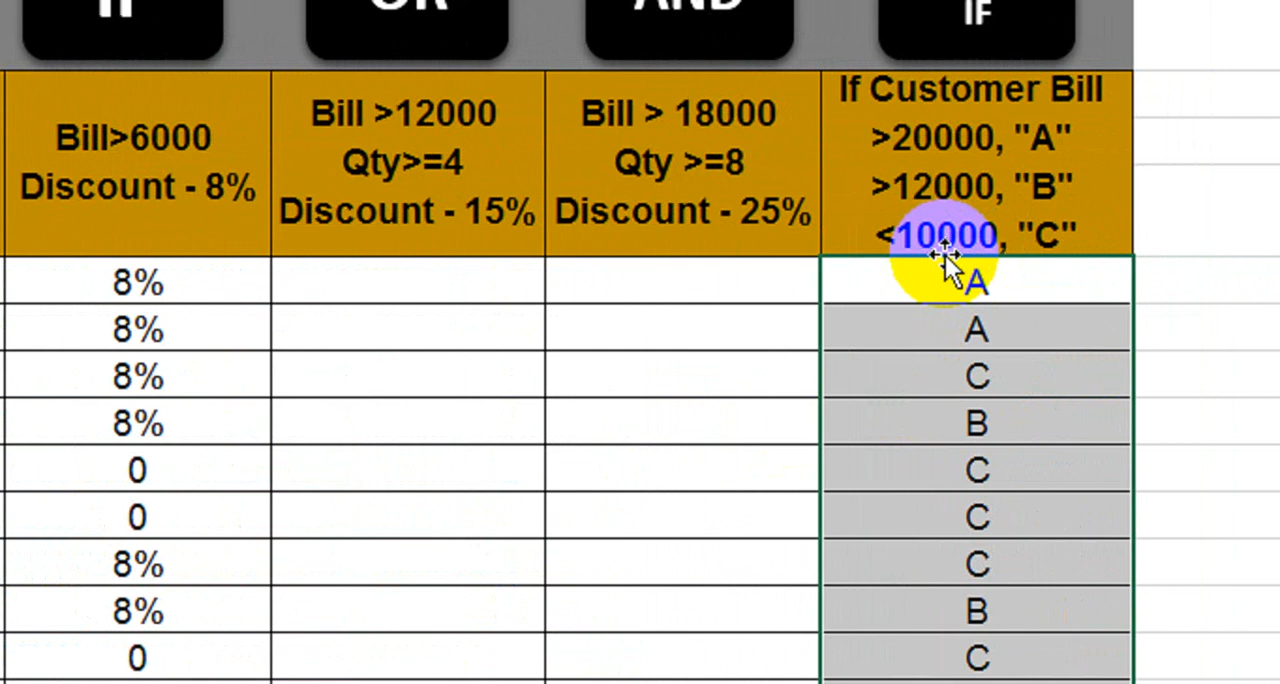 IF
OR
AND
IF
Bill>6000
Discount - 8%
Bill >12000
Qty>=4
Discount - 15%
Bill > 18000
Qty >=8
Discount - 25%
If Customer Bill
>20000, "A"
>12000, "B"
<10000, "C"
8% A
8% A
8% C
8% B
0 C
0 C
8% C
8% B
0 C